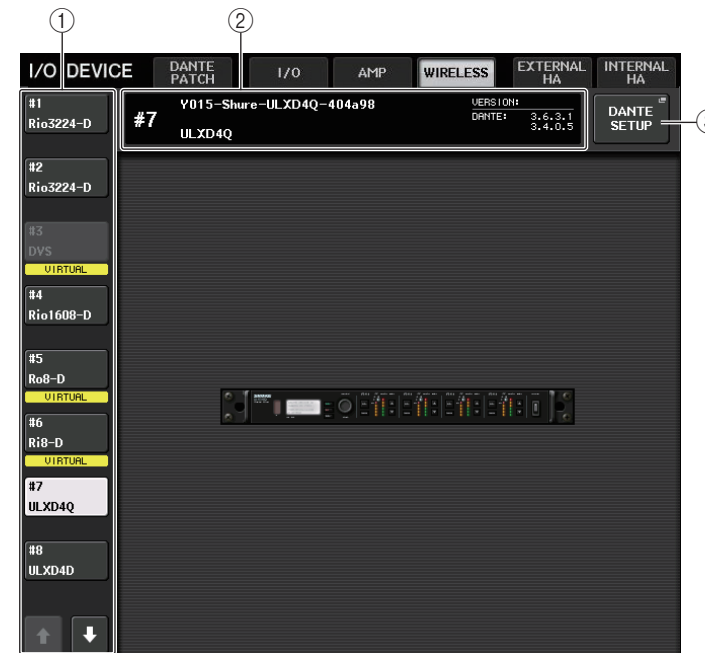 ① ②
I/O DEVICE DANTE PATCH I/O AMP WIRELESS EXTERNAL HA INTERNAL HA
#1
Rio3224-D
#7 Y015-Shure-ULXD4Q-404a98
ULXD4Q
VERSION:
DANTE: 3.6.3.1
3.4.0.5
DANTE SETUP
#2
Rio3224-D
#3
DVS
VIRTUAL
#4
Rio1608-D
#5
Ro8-D
VIRTUAL
#6
Ri8-D
VIRTUAL
#7
ULXD4Q
#8
ULXD4D